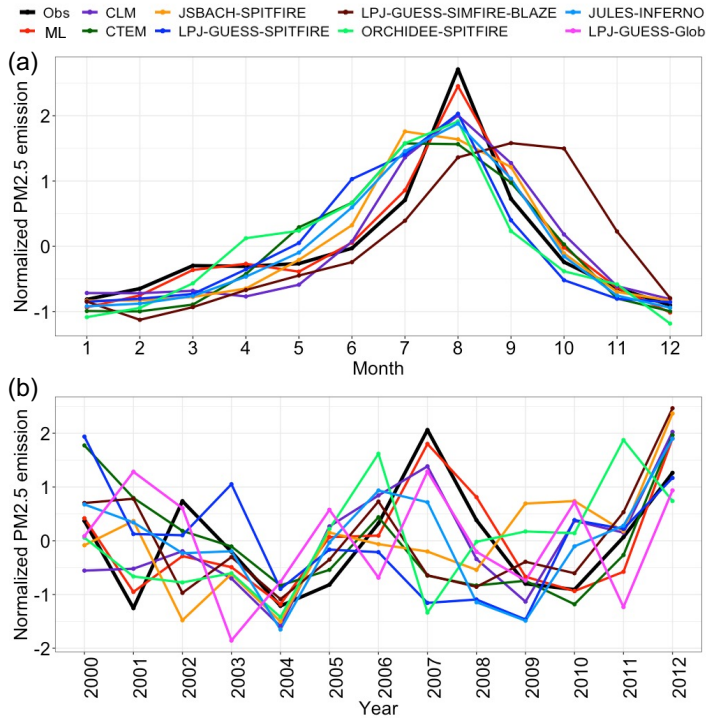 Obs CLM JSBACH-SPITFIRE LPJ-GUESS-SIMFIRE-BLAZE JULES-INFERNO
ML CTEM LPJ-GUESS-SPITFIRE ORCHIDEE-SPITFIRE LPJ-GUESS-Glob
(a)
Normalized PM2.5 emission
2
1
0
-1
1 2 3 4 5 6 7 8 9 10 11 12
Month
(b)
Normalized PM2.5 emission
2
1
0
-1
-2
2000 2001 2002 2003 2004 2005 2006 2007 2008 2009 2010 2011 2012
Year